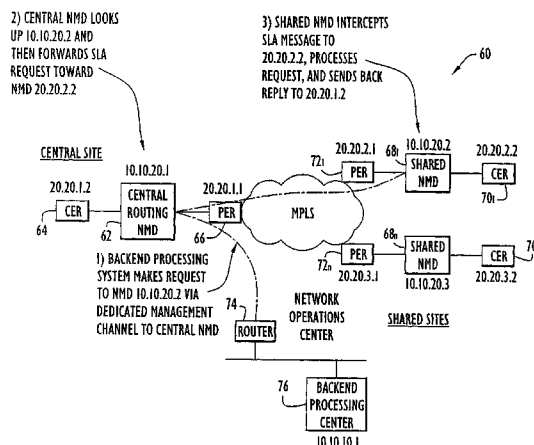 2) CENTRAL NMD LOOKS
UP 10.10.20.2 AND
THEN FORWARDS SLA
REQUEST TOWARD
NMD 20.20.2.2
3) SHARED NMD INTERCEPTS
SLA MESSAGE TO
20.20.2.2, PROCESSES
REQUEST, AND SENDS BACK
REPLY TO 20.20.1.2
60
CENTRAL SITE
20.20.1.2
CER
64
10.10.20.1
CENTRAL
ROUTING
NMD
62
20.20.1.1
PER
66
MPLS
20.20.2.1
PER
721
681
10.10.20.2
SHARED
NMD
20.20.2.2
CER
701
PER
72n
20.20.3.1
68n
SHARED
NMD
10.10.20.3
CER
20.20.3.2
1) BACKEND PROCESSING
SYSTEM MAKES REQUEST
TO NMD 10.10.20.2 VIA
DEDICATED MANAGEMENT
CHANNEL TO CENTRAL NMD
74
ROUTER
NETWORK
OPERATIONS
CENTER
SHARED SITES
76
BACKEND
PROCESSING
CENTER
10.10.10.1